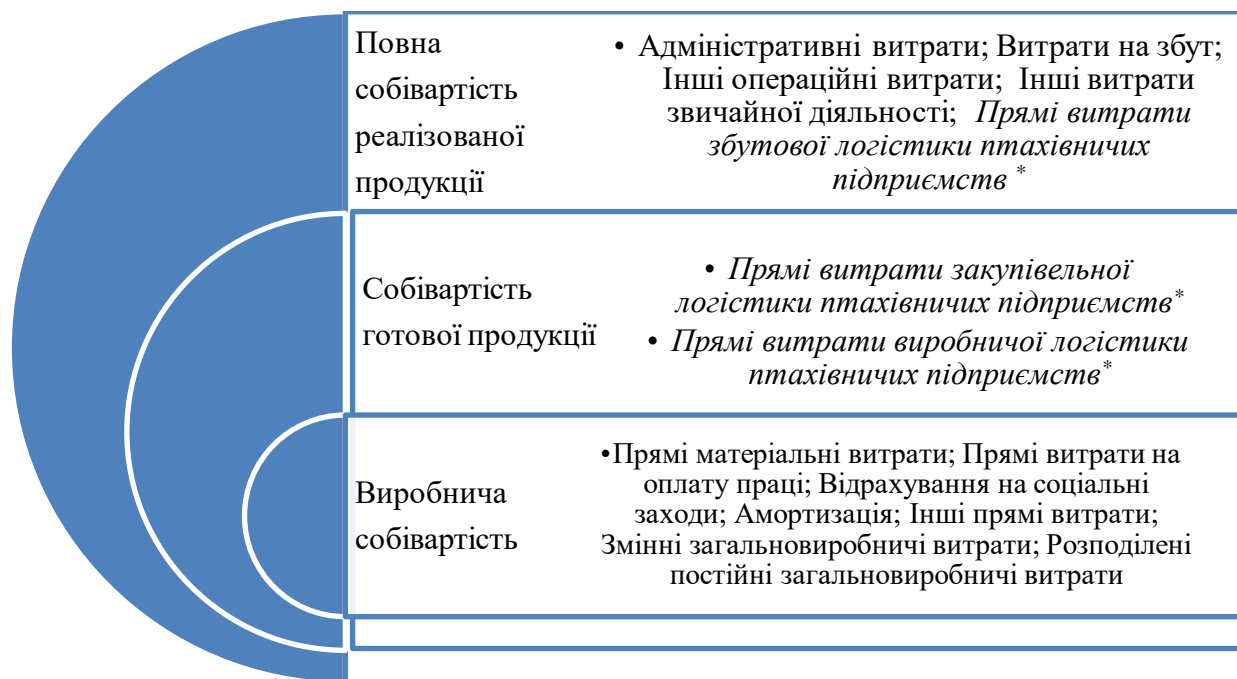 Повна
собівартість
реалізованої
продукції
• Адміністративні витрати; Витрати на збут;
Інші операційні витрати; Інші витрати
звичайної діяльності; Прямі витрати
збутової логістики птахівничих
підприємств *
Собівартість
готової продукції
• Прямі витрати закупівельної
логістики птахівничих підприємств*
• Прямі витрати виробничої логістики
птахівничих підприємств*
Виробнича
собівартість
•Прямі матеріальні витрати; Прямі витрати на
оплату праці; Відрахування на соціальні
заходи; Амортизація; Інші прямі витрати;
Змінні загальновиробничі витрати; Розподілені
постійні загальновиробничі витрати